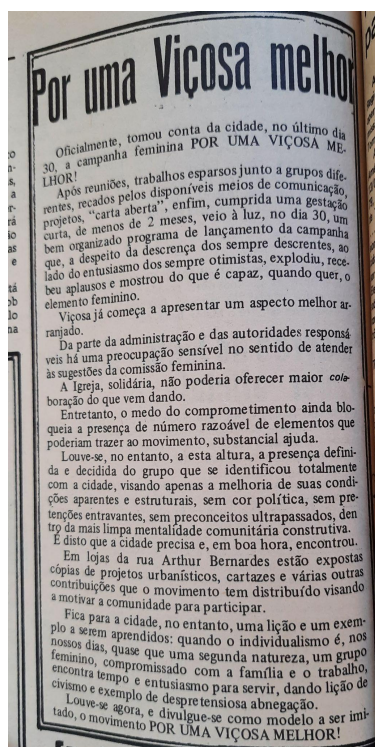 Por uma Viçosa melhor
Oficialmente, tomou conta da cidade, no último dia
30, a campanha feminina POR UMA VIÇOSA ME-
LHOR!
Após reuniões, trabalhos esparsos junto a grupos dife-
rentes, recados pelos disponíveis meios de comunicação,
projetos, "carta aberta", enfim, cumprida uma gestação
curta, de menos de 2 meses, veio à luz, no dia 30, um
bem organizado programa de lançamento da campanha
que, a despeito da descrença dos sempre descrentes, ao
lado do entusiasmo dos sempre otimistas, explodiu, rece-
beu aplausos e mostrou do que é capaz, quando quer, o
elemento feminino.
Viçosa já começa a apresentar um aspecto melhor ar-
ranjado.
Da parte da administração e das autoridades responsá
veis há uma preocupação sensível no sentido de atender
às sugestões da comissão feminina.
A Igreja, solidária, não poderia oferecer maior cola-
boração do que vem dando.
Entretanto, o medo do comprometimento ainda blo-
queia a presença de número razoável de elementos que
poderiam trazer ao movimento, substancial ajuda.
Louve-se, no entanto, a esta altura, a presença defini-
da e decidida do grupo que se identificou totalmente
com a cidade, visando apenas a melhoria de suas condi-
ções aparentes e estruturais, sem cor política, sem pre-
tenções entravantes, sem preconceitos ultrapassados, den
tro da mais limpa mentalidade comunitária construtiva.
É disto que a cidade precisa e, em boa hora, encontrou.
Em lojas da rua Arthur Bernardes estão expostas
cópias de projetos urbanísticos, cartazes e várias outras
contribuições que o movimento tem distribuído visando
a motivar a comunidade para participar.
Fica para a cidade, no entanto, uma lição e um exem-
plo a serem aprendidos: quando o individualismo é, nos
nossos dias, quase que uma segunda natureza, um grupo
feminino, compromissado com a família e o trabalho,
encontra tempo e entusiasmo para servir, dando lição de
civismo e exemplo de despretensiosa abnegação.
Louve-se agora, e divulgue-se como modelo a ser imi-
tado, o movimento POR UMA VIÇOSA MELHOR!